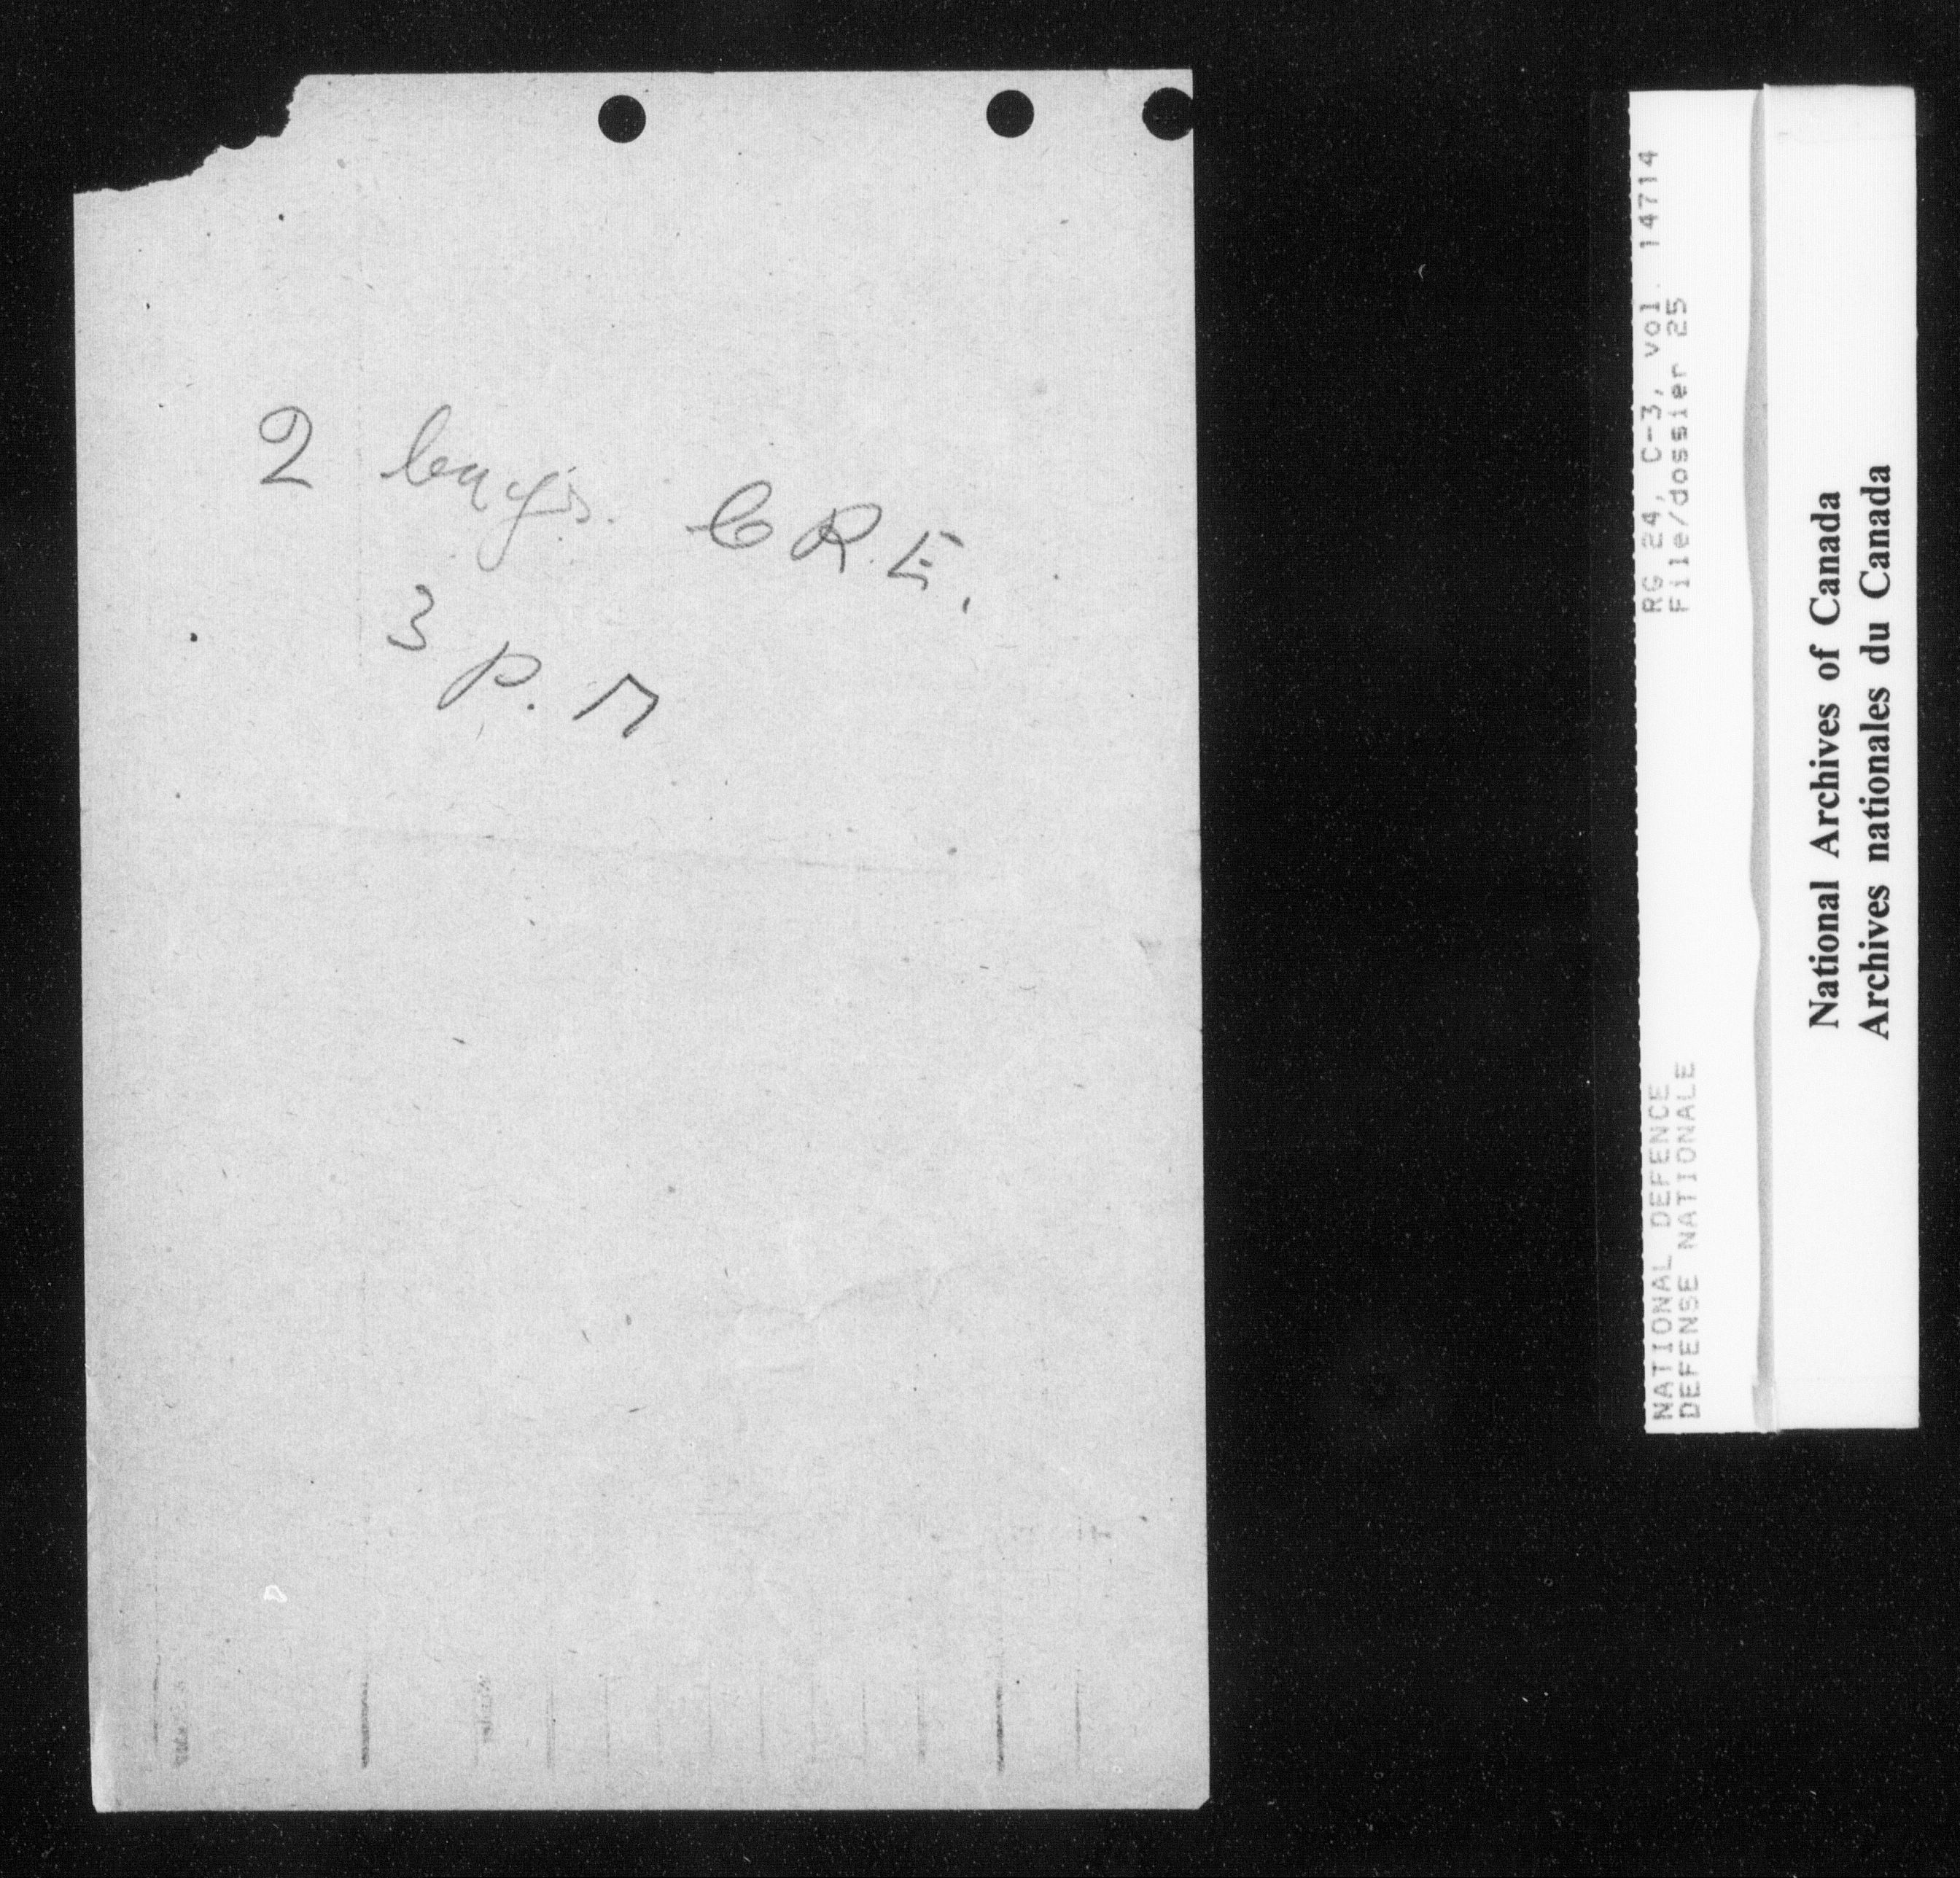 2 bugs. C R. E.
3 P. M
RG 24, C-3, vol. 14714
File/dossier 25
NATIONAL DEFENCE
DEFENSE NATIONALE
National Archives of Canada
Archives nationales du Canada